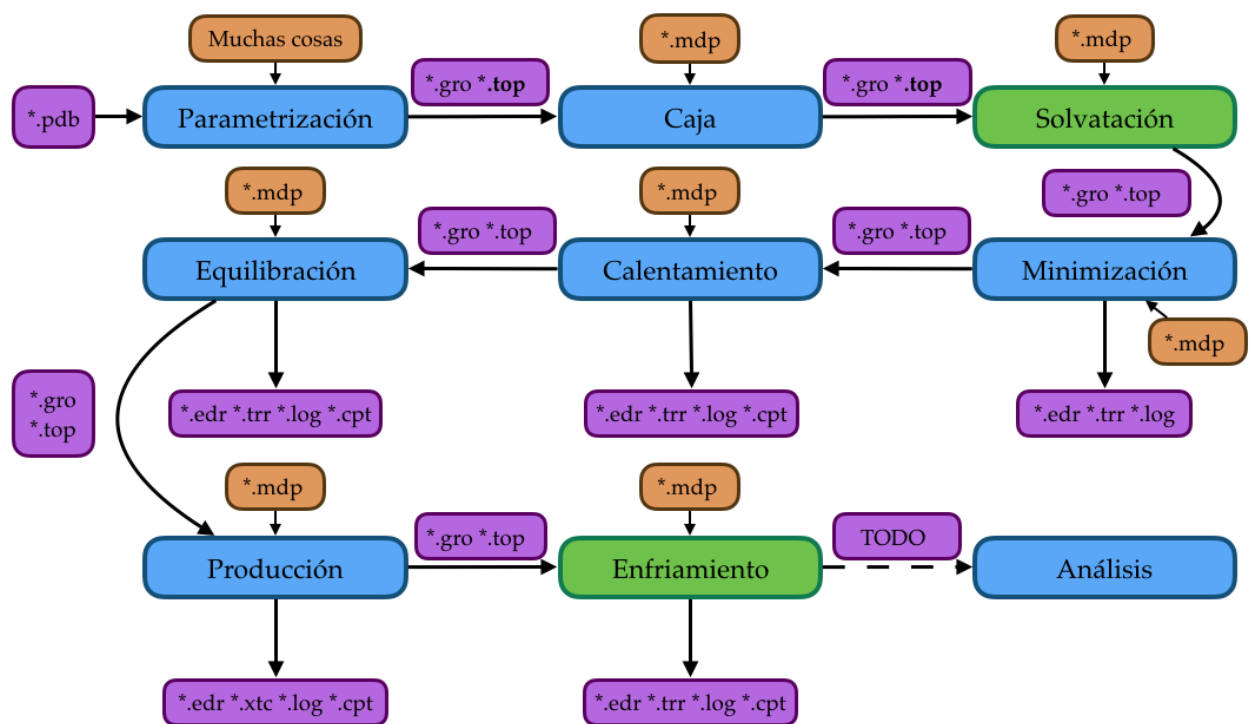 Muchas cosas
*.mdp
*.mdp
*.gro *.top
*.gro *.top
*.pdb
Parametrización
Caja
Solvatación
*.mdp
*.mdp
*.gro *.top
*.gro *.top
*.gro *.top
Equilibración
Calentamiento
Minimización
*.mdp
*.gro
*.top
*.edr *.trr *.log *.cpt
*.edr *.trr *.log *.cpt
*.edr *.trr *.log
*.mdp
*.mdp
*.gro *.top
TODO
Producción
Enfriamiento
Análisis
*.edr *.xtc *.log *.cpt
*.edr *.trr *.log *.cpt